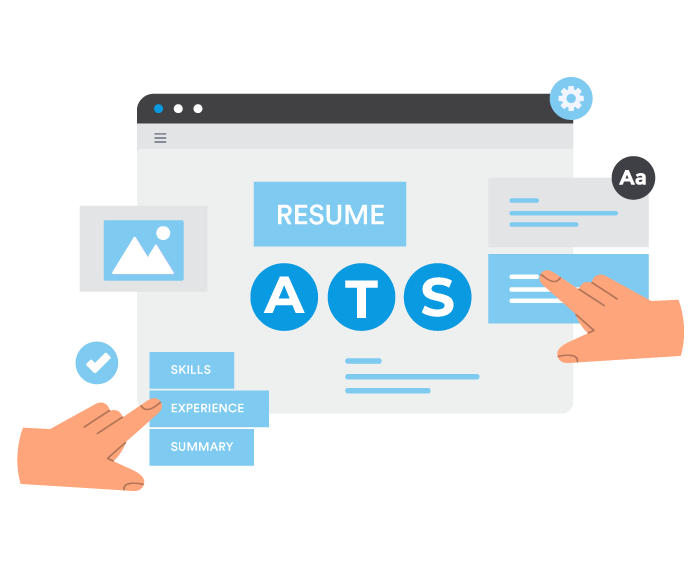 Aa
RESUME
A T S
SKILLS
EXPERIENCE
SUMMARY